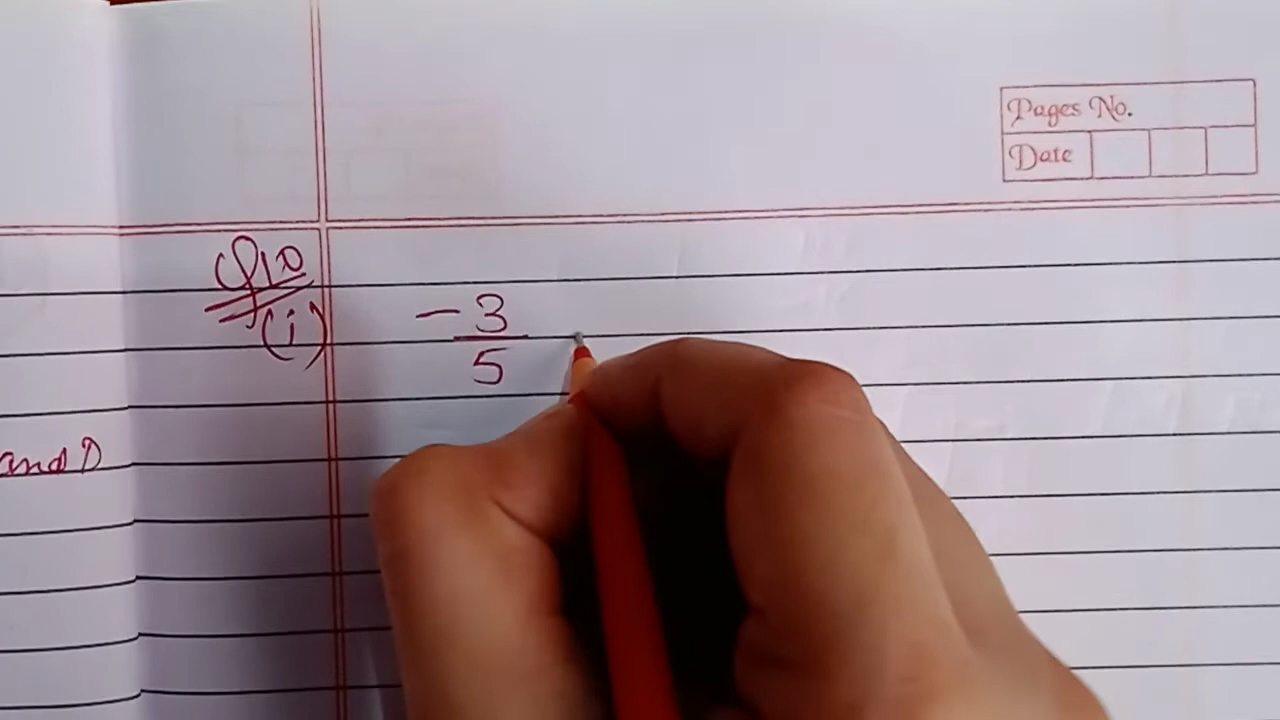 Pages No.
Date
Q10
(i) -3/5
and